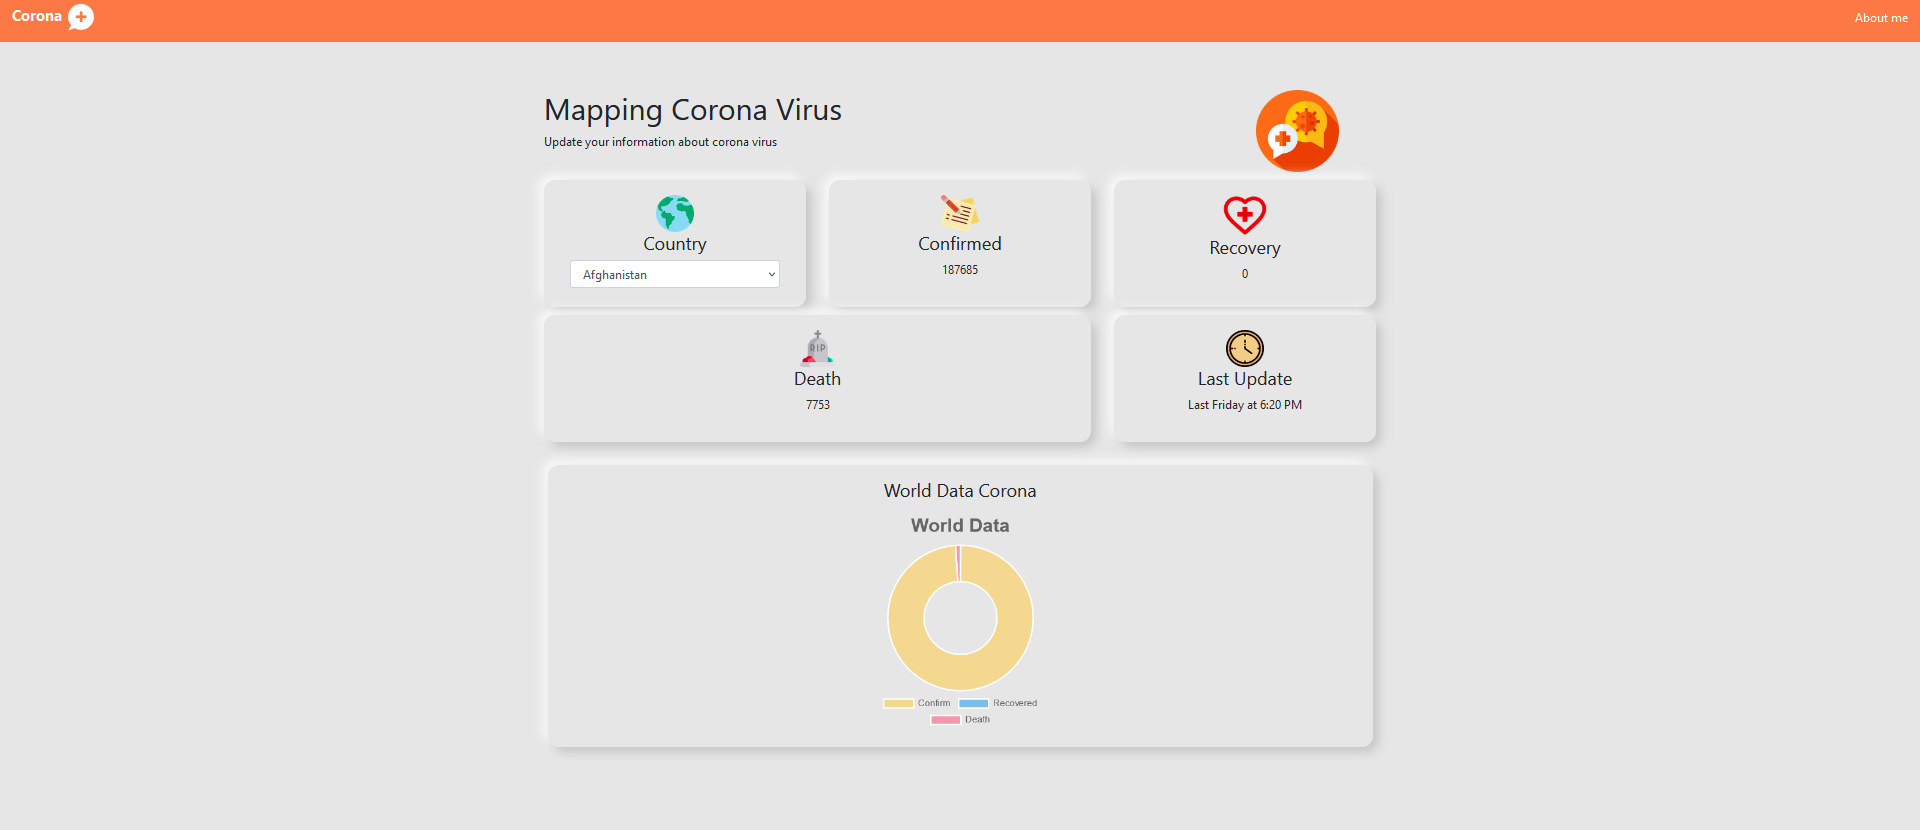 Corona
About me
Mapping Corona Virus
Update your information about corona virus
Country
Afghanistan
Confirmed
187685
Recovery
0
RIP
Death
7753
Last Update
Last Friday at 6:20 PM
World Data Corona
World Data
Confirm
Recovered
Death